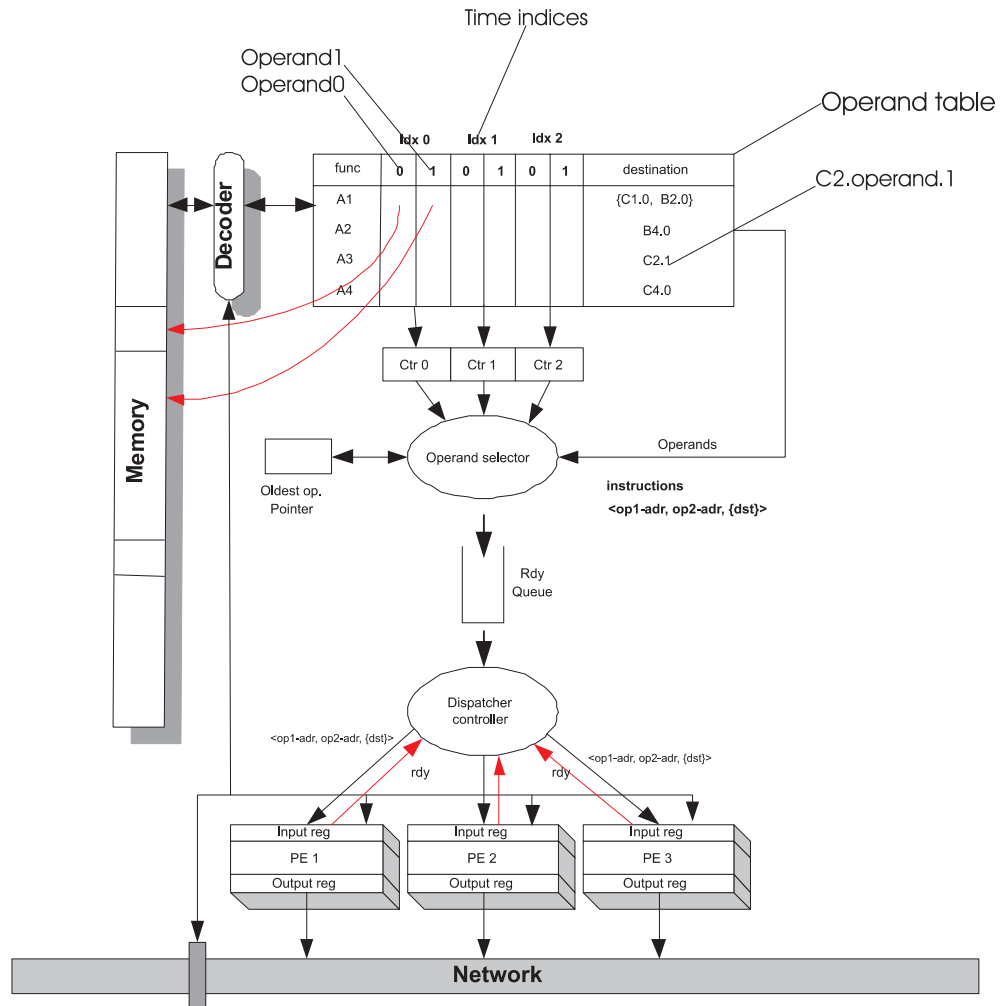 Time indices
Operand1
Operand0
Operand table
Idx 0 Idx 1 Idx 2
func 0 1 0 1 0 1 destination
C2.operand.1
A1 {C1.0, B2.0}
A2 B4.0
A3 C2.1
A4 C4.0
Decoder
Memory
Ctr 0 Ctr 1 Ctr 2
Operand selector
Operands
Oldest op.
Pointer
instructions
<op1-adr, op2-adr, {dst}>
Rdy
Queue
Dispatcher
controller
<op1-adr, op2-adr, {dst}>
<op1-adr, op2-adr, {dst}>
rdy rdy
Input reg Input reg Input reg
PE 1 PE 2 PE 3
Output reg Output reg Output reg
Network